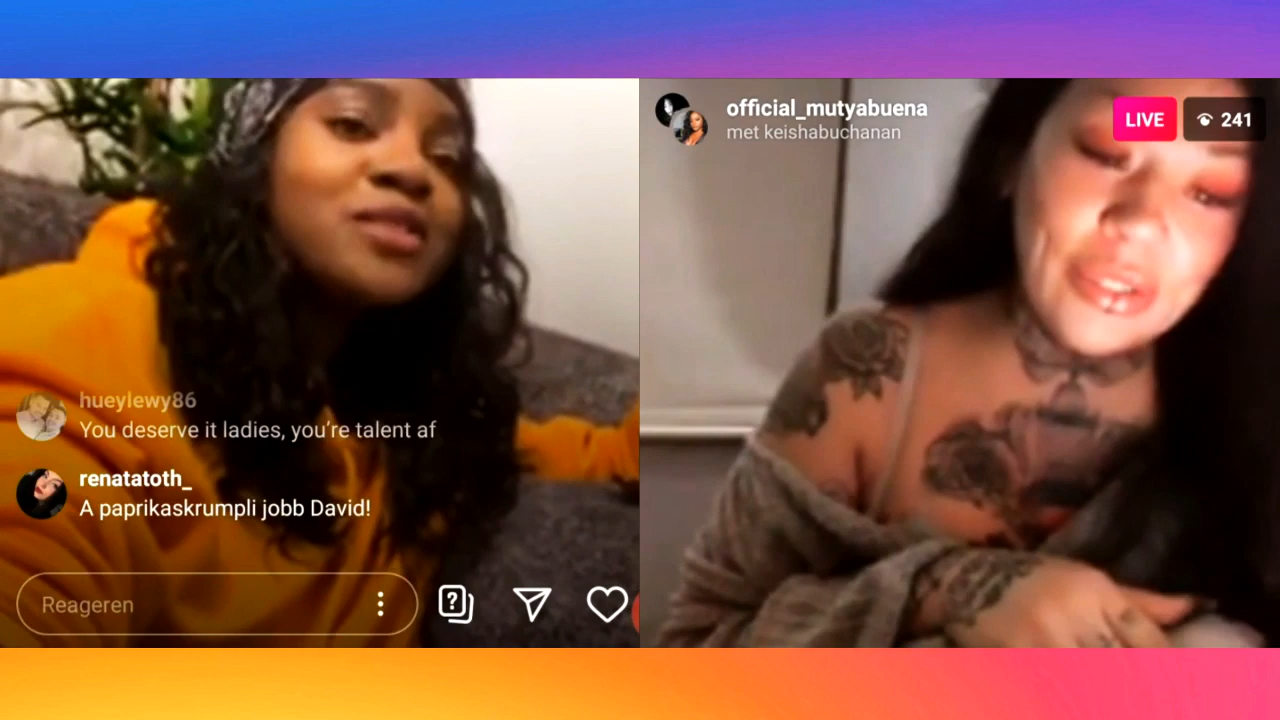 official_mutyabuena
met keishabuchanan
LIVE
241
hueylewy86
You deserve it ladies, you’re talent af
renatatoth_
A paprikaskrumpli jobb David!
Reageren
?